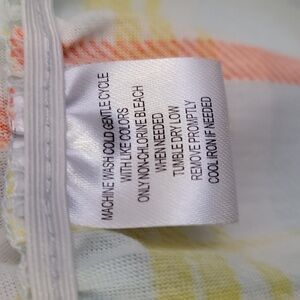 MACHINE WASH COLD GENTLE CYCLE
WITH LIKE COLORS
ONLY NON-CHLORINE BLEACH
WHEN NEEDED
TUMBLE DRY LOW
REMOVE PROMPTLY
COOL IRON IF NEEDED